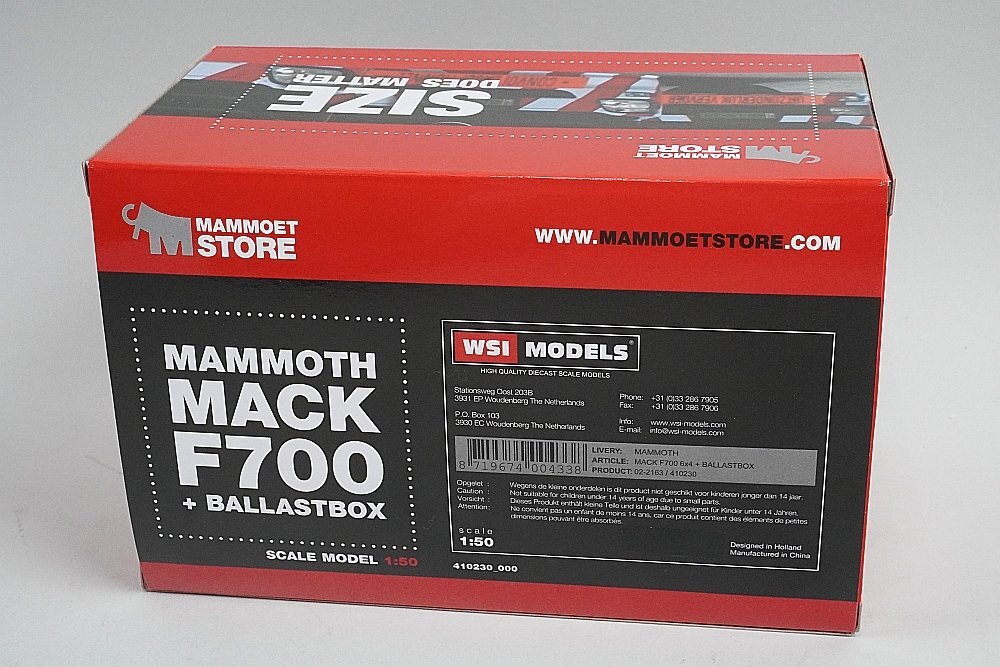 SIZE
DOES MATTER
MAMMOET
STORE
MAMMOET
STORE
WWW.MAMMOETSTORE.COM
MAMMOTH
MACK
F700
+ BALLASTBOX
SCALE MODEL 1:50
WSI MODELS®
HIGH QUALITY DIECAST SCALE MODELS
Stationsweg Oost 203B
3931 EP Woudenberg The Netherlands
P.O. Box 103
3930 EC Woudenberg The Netherlands
Phone: +31 (0)33 286 7905
Fax: +31 (0)33 286 7906
Info: www.wsi-models.com
E-mail: info@wsi-models.com
8 719674 004338
LIVERY: MAMMOTH
ARTICLE: MACK F700 6x4 + BALLASTBOX
PRODUCT: 02-2163 / 410230
Opgelet : Wegens de kleine onderdelen is dit product niet geschikt voor kinderen jonger dan 14 jaar.
Caution : Not suitable for children under 14 years of age due to small parts.
Vorsicht : Dieses Produkt enthält kleine Teile und ist deshalb ungeeignet für Kinder unter 14 Jahren.
Attention: Ne convient pas un enfant de moins 14 ans, car ce produit contient des éléments de petites
dimensions pouvant être absorbés.
scale
1:50
Designed in Holland
Manufactured in China
410230_000